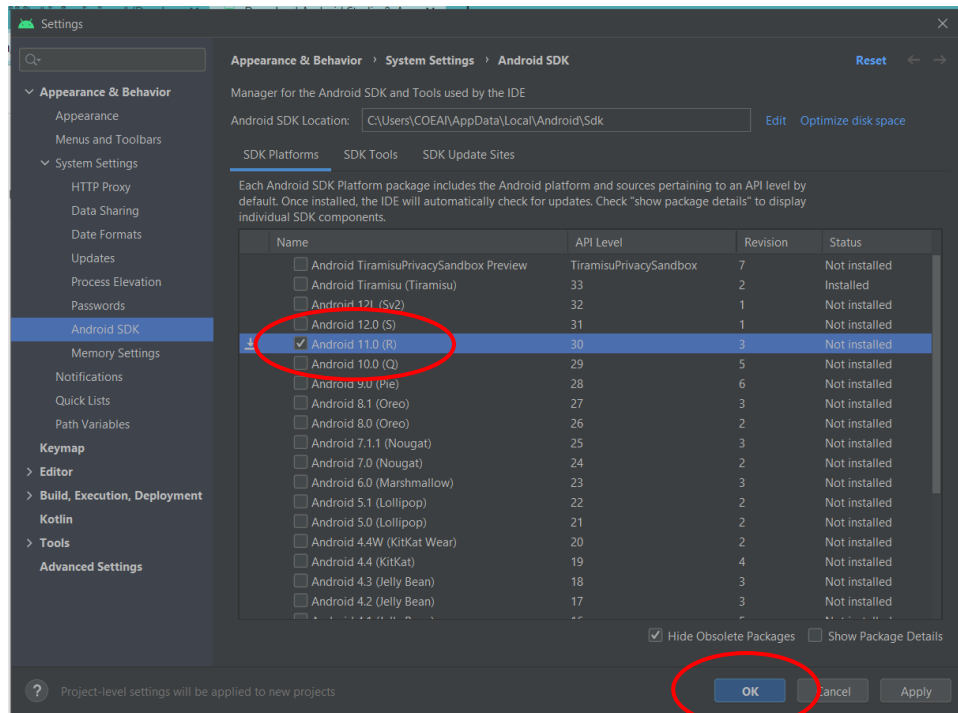 Settings
Appearance & Behavior
Appearance
Menus and Toolbars
System Settings
HTTP Proxy
Data Sharing
Date Formats
Updates
Process Elevation
Passwords
Android SDK
Memory Settings
Notifications
Quick Lists
Path Variables
Keymap
Editor
Build, Execution, Deployment
Kotlin
Tools
Advanced Settings
Appearance & Behavior › System Settings › Android SDK Reset
Manager for the Android SDK and Tools used by the IDE
Android SDK Location: C:\Users\COEAI\AppData\Local\Android\Sdk Edit Optimize disk space
SDK Platforms SDK Tools SDK Update Sites
Each Android SDK Platform package includes the Android platform and sources pertaining to an API level by
default. Once installed, the IDE will automatically check for updates. Check "show package details" to display
individual SDK components.
Name API Level Revision Status
Android TiramisuPrivacySandbox Preview TiramisuPrivacySandbox 7 Not installed
Android Tiramisu (Tiramisu) 33 2 Installed
Android 12L (Sv2) 32 1 Not installed
Android 12.0 (S) 31 1 Not installed
Android 11.0 (R) 30 3 Not installed
Android 10.0 (Q) 29 5 Not installed
Android 9.0 (Pie) 28 6 Not installed
Android 8.1 (Oreo) 27 3 Not installed
Android 8.0 (Oreo) 26 2 Not installed
Android 7.1.1 (Nougat) 25 3 Not installed
Android 7.0 (Nougat) 24 2 Not installed
Android 6.0 (Marshmallow) 23 3 Not installed
Android 5.1 (Lollipop) 22 2 Not installed
Android 5.0 (Lollipop) 21 2 Not installed
Android 4.4W (KitKat Wear) 20 2 Not installed
Android 4.4 (KitKat) 19 4 Not installed
Android 4.3 (Jelly Bean) 18 3 Not installed
Android 4.2 (Jelly Bean) 17 3 Not installed
Hide Obsolete Packages Show Package Details
? Project-level settings will be applied to new projects
OK Cancel Apply